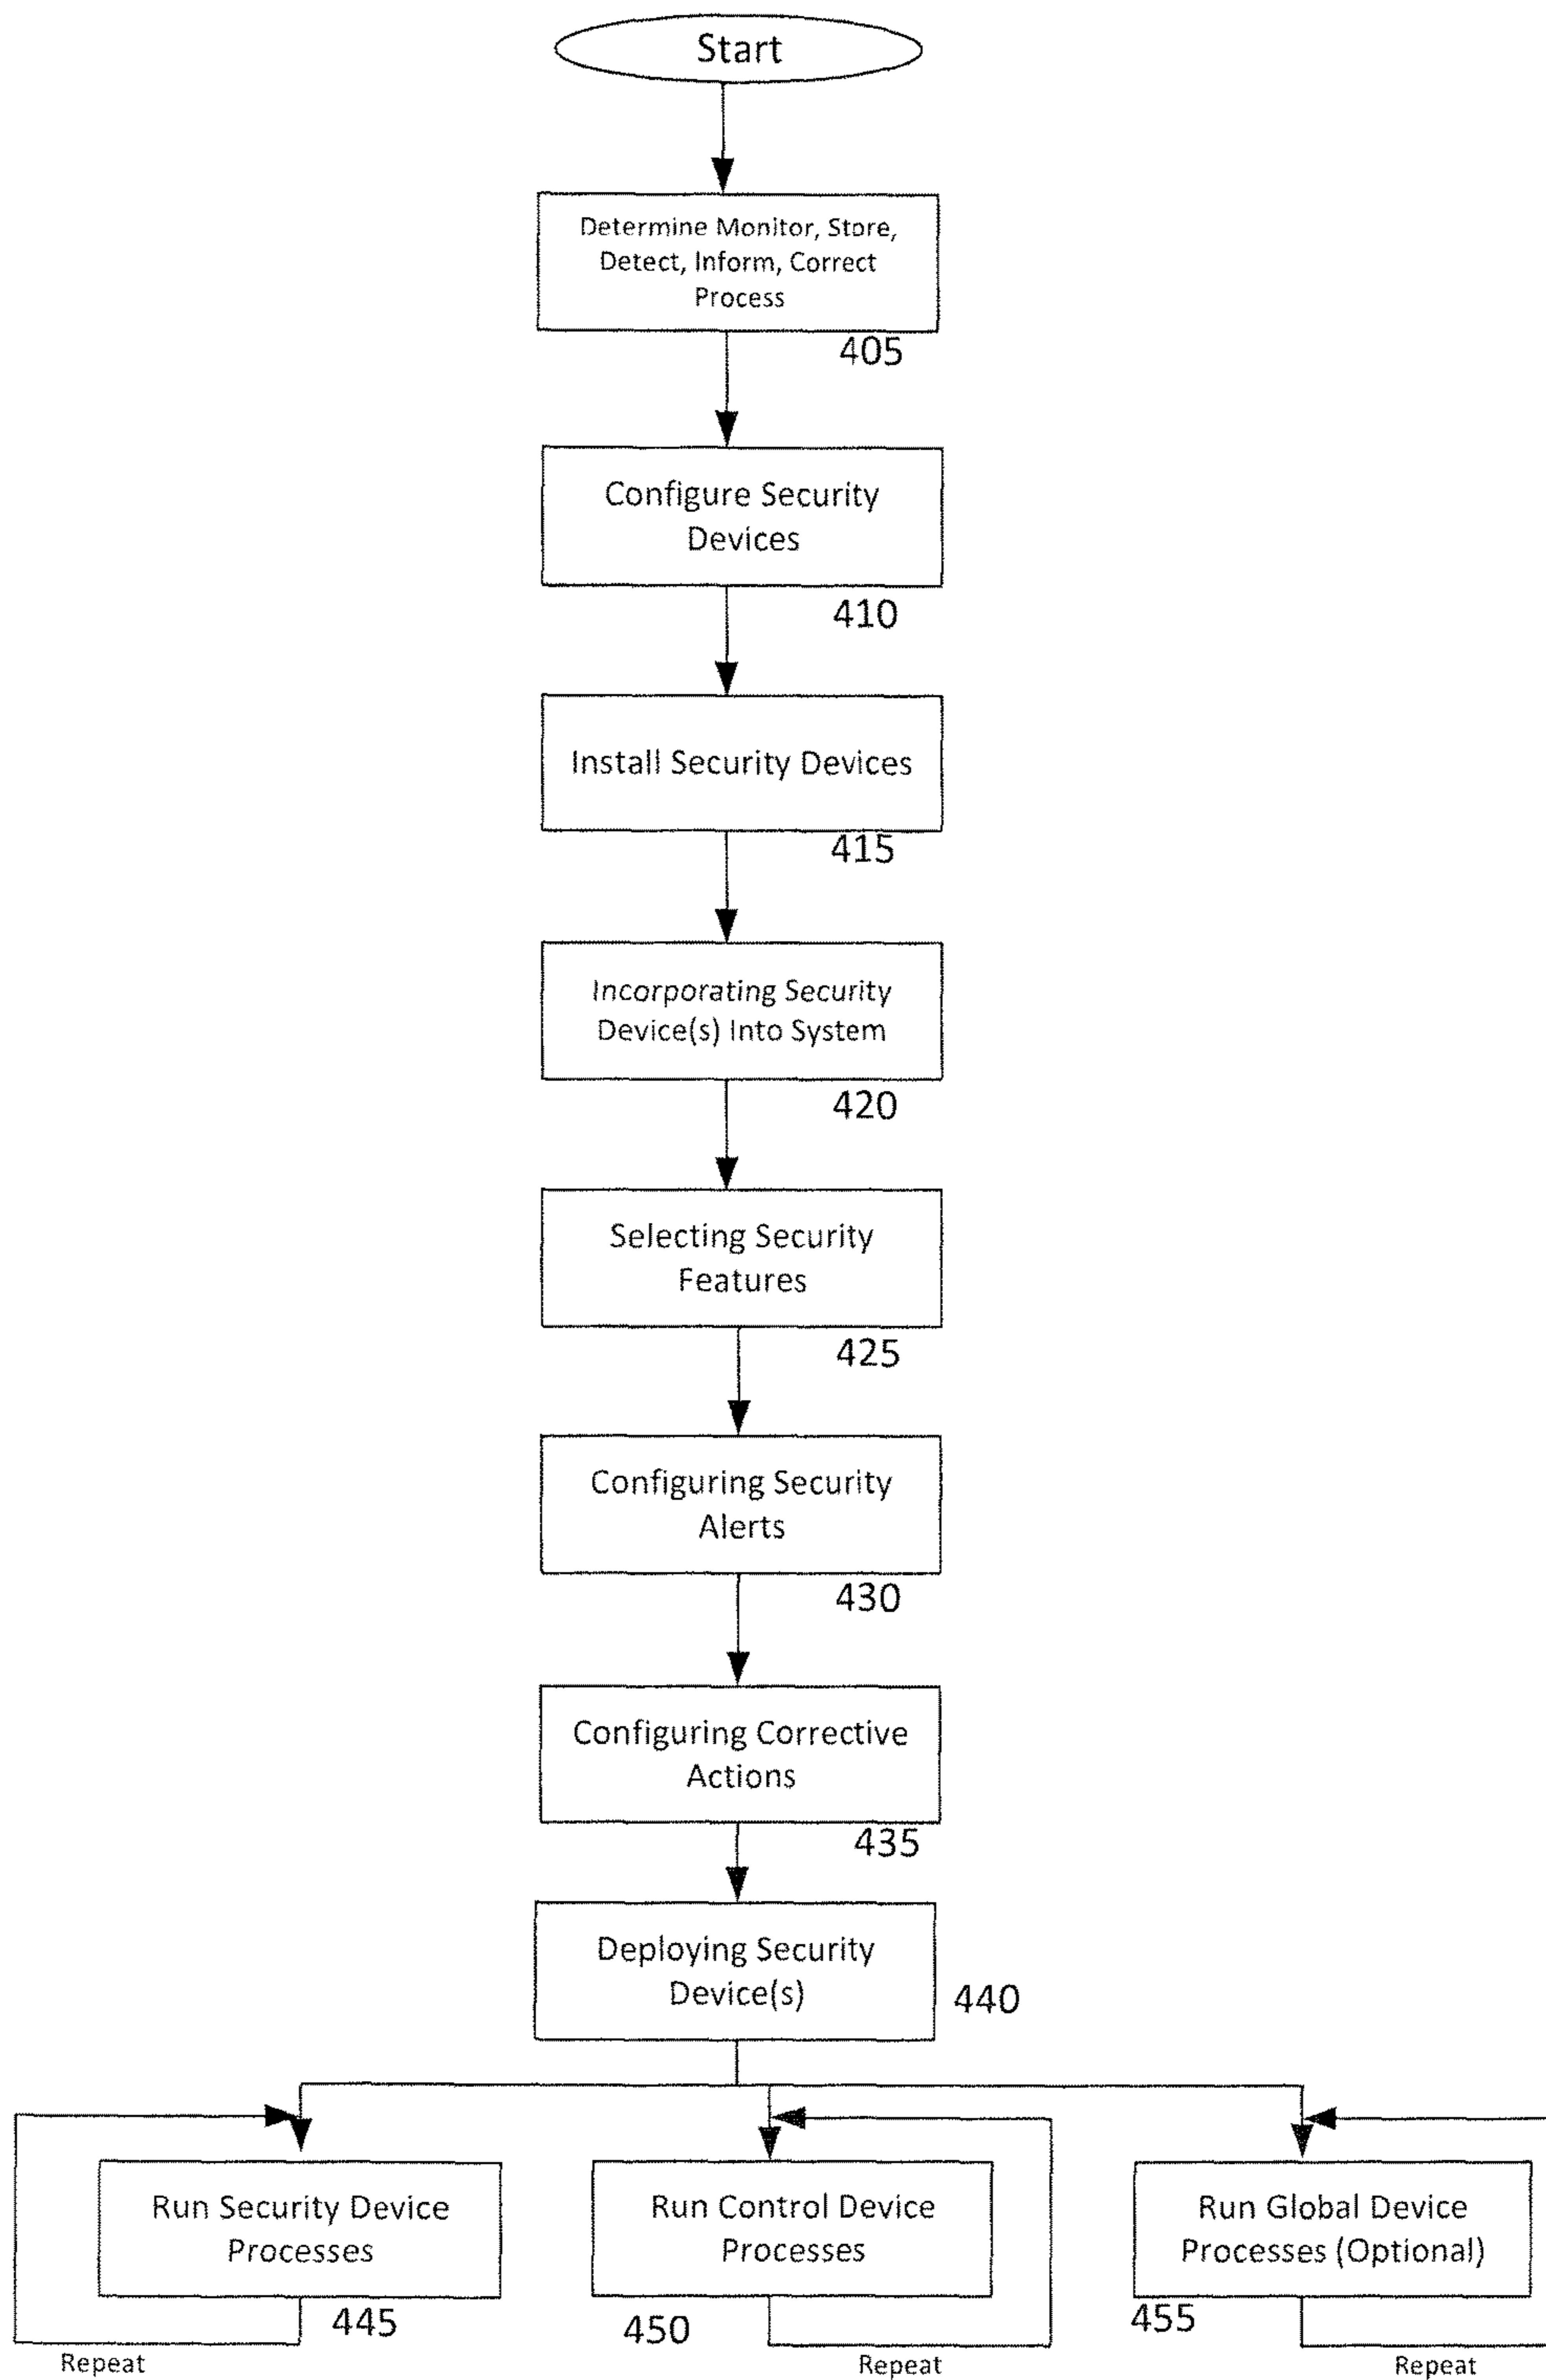 Start
Determine Monitor, Store,
Detect, Inform, Correct
Process
405
Configure Security
Devices
410
Install Security Devices
415
Incorporating Security
Device(s) Into System
420
Selecting Security
Features
425
Configuring Security
Alerts
430
Configuring Corrective
Actions
435
Deploying Security
Device(s)
440
Run Security Device
Processes
445
Repeat
Run Control Device
Processes
450
Repeat
Run Global Device
Processes (Optional)
455
Repeat